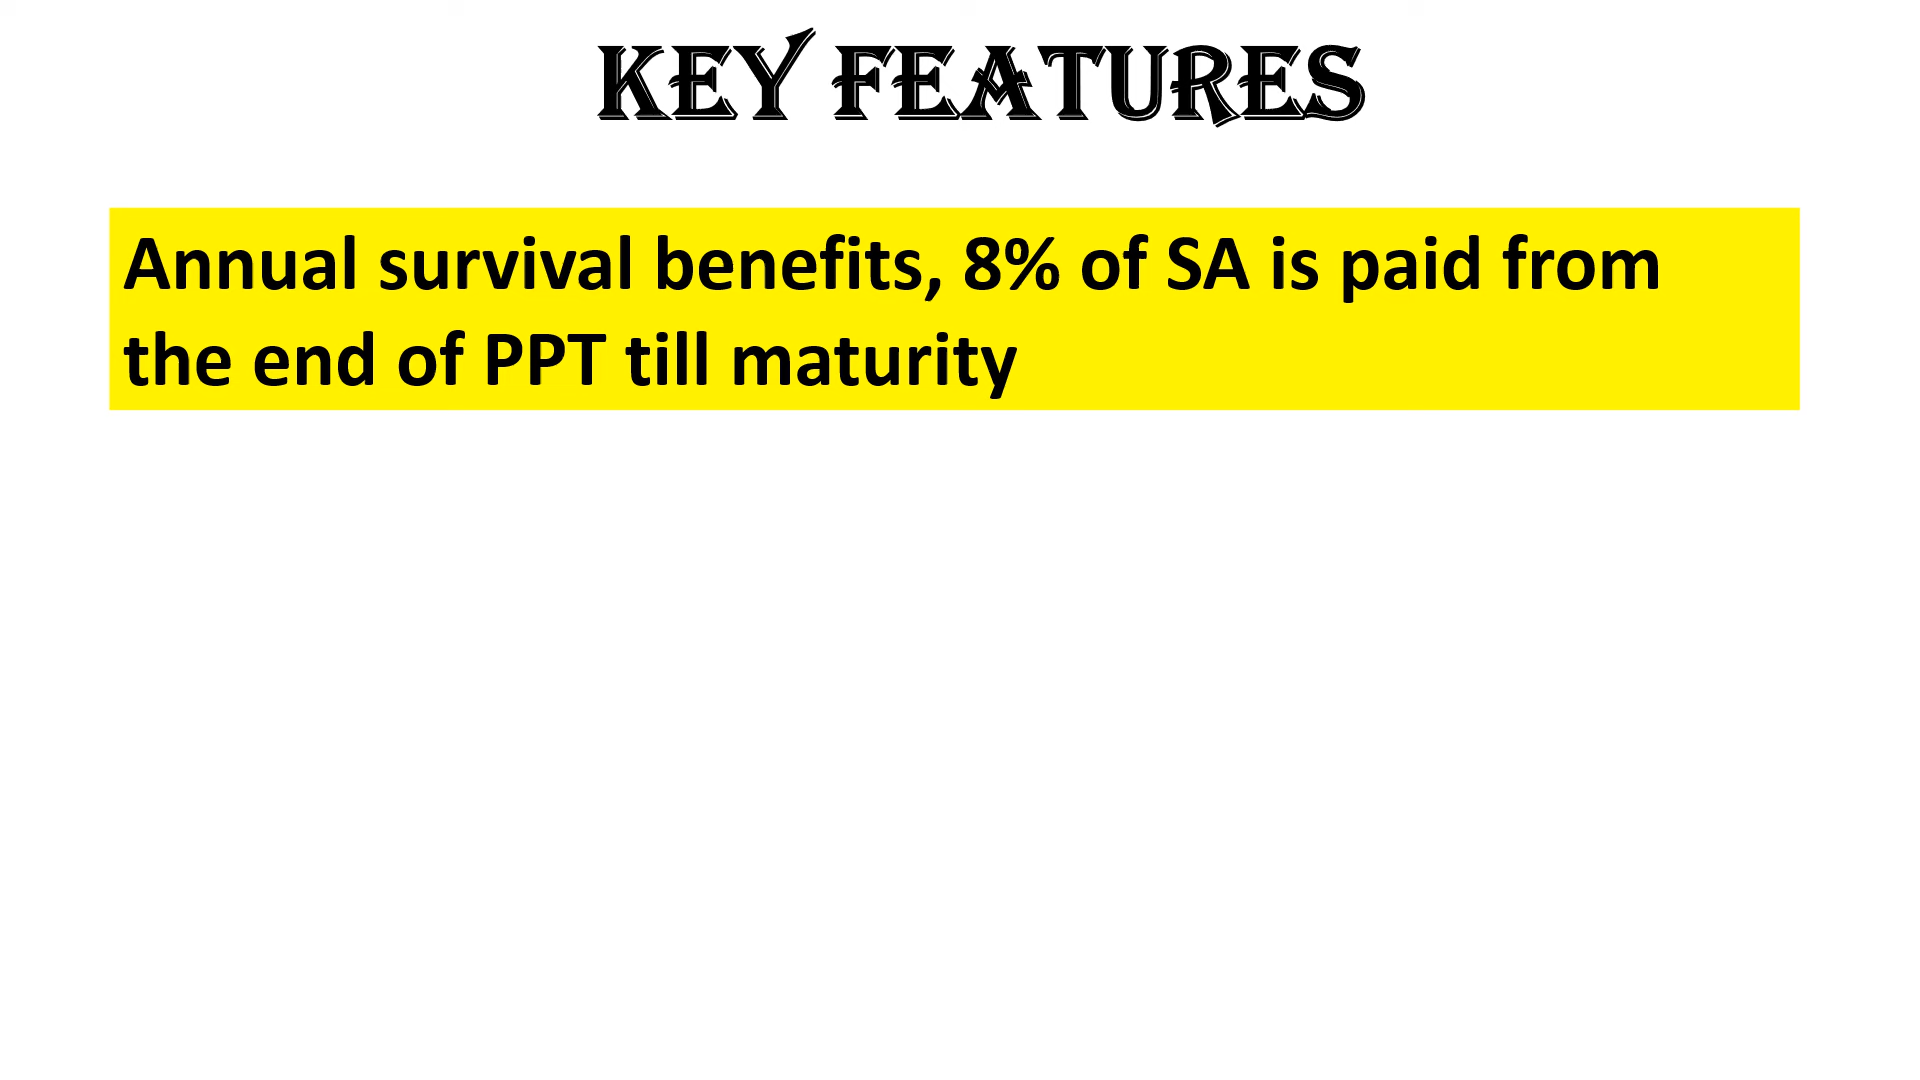 KEY FEATURES
Annual survival benefits, 8% of SA is paid from
the end of PPT till maturity